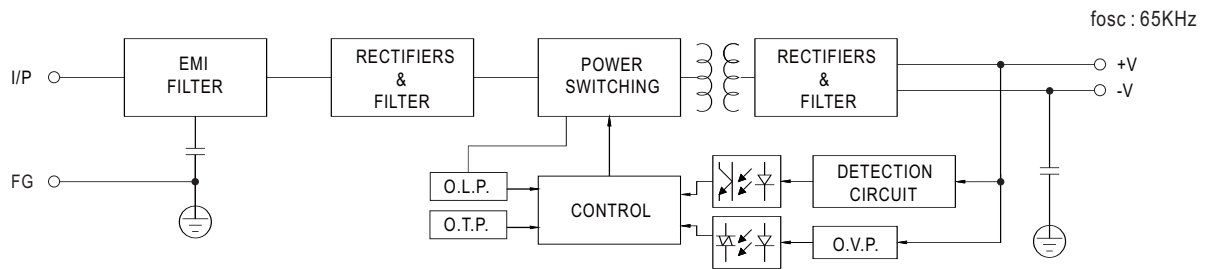 fosc : 65KHz
I/P
EMI
FILTER
RECTIFIERS
&
FILTER
POWER
SWITCHING
RECTIFIERS
&
FILTER
+V
-V
FG
O.L.P.
O.T.P.
CONTROL
DETECTION
CIRCUIT
O.V.P.